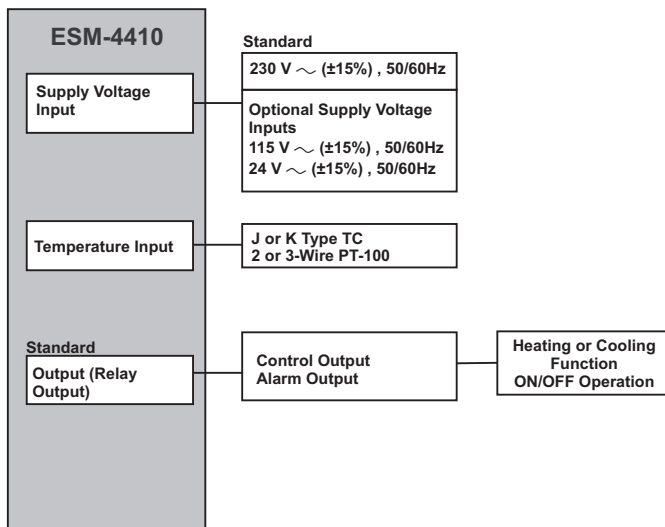 ESM-4410
Supply Voltage
Input
Standard
230 V ～ (±15%) , 50/60Hz
Optional Supply Voltage
Inputs
115 V ～ (±15%) , 50/60Hz
24 V ～ (±15%) , 50/60Hz
Temperature Input
J or K Type TC
2 or 3-Wire PT-100
Standard
Output (Relay
Output)
Control Output
Alarm Output
Heating or Cooling
Function
ON/OFF Operation